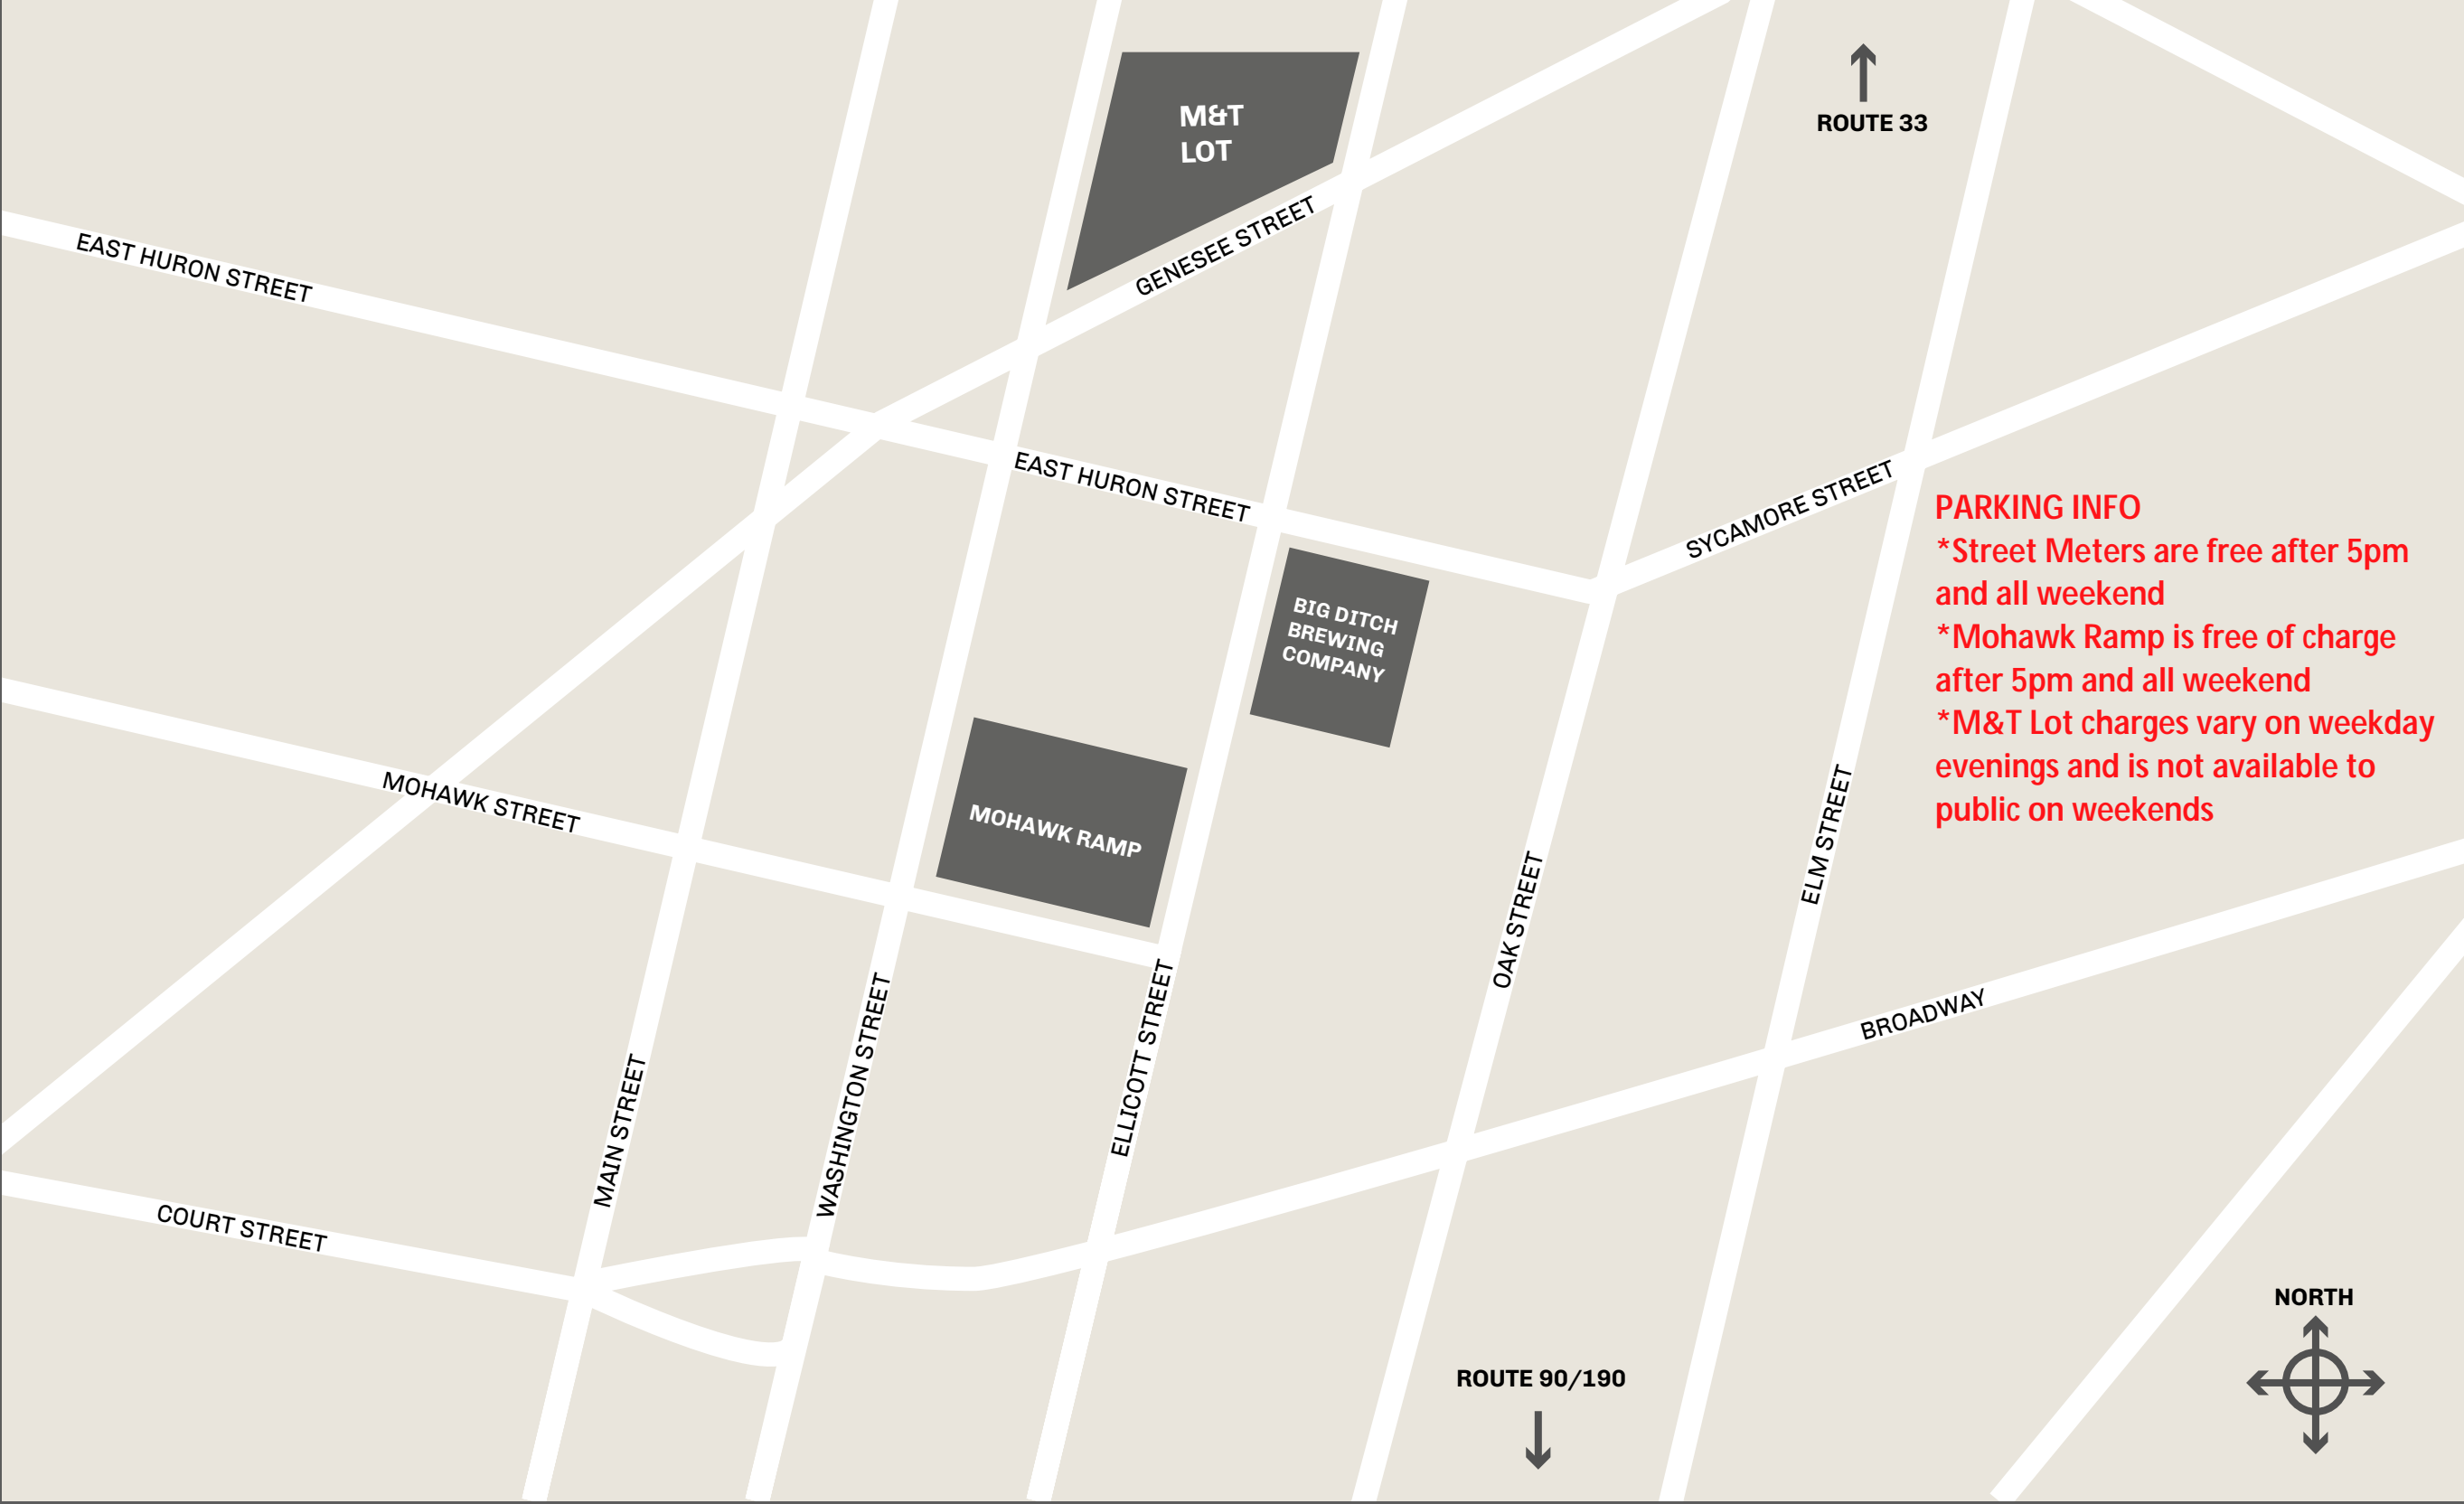 M&T
LOT
ROUTE 33
GENESEE STREET
EAST HURON STREET
EAST HURON STREET
SYCAMORE STREET
PARKING INFO
*Street Meters are free after 5pm
and all weekend
*Mohawk Ramp is free of charge
after 5pm and all weekend
*M&T Lot charges vary on weekday
evenings and is not available to
public on weekends
BIG DITCH
BREWING
COMPANY
MOHAWK STREET
MOHAWK RAMP
ELM STREET
OAK STREET
BROADWAY
ELLICOTT STREET
WASHINGTON STREET
MAIN STREET
COURT STREET
NORTH
ROUTE 90/190